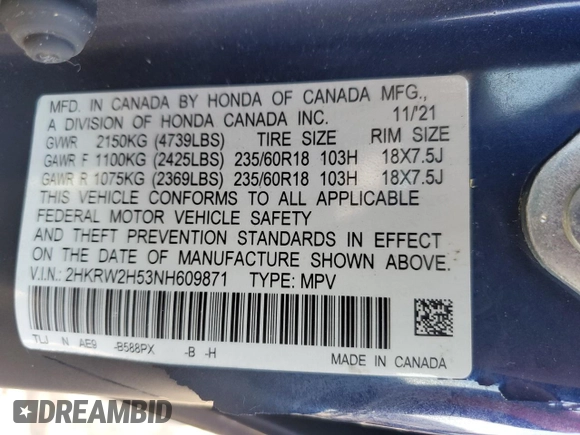 MFD. IN CANADA BY HONDA OF CANADA MFG.,
A DIVISION OF HONDA CANADA INC. 11/'21
GVWR 2150KG (4739LBS) TIRE SIZE RIM SIZE
GAWR F 1100KG (2425LBS) 235/60R18 103H 18X7.5J
GAWR R 1075KG (2369LBS) 235/60R18 103H 18X7.5J
THIS VEHICLE CONFORMS TO ALL APPLICABLE
FEDERAL MOTOR VEHICLE SAFETY
AND THEFT PREVENTION STANDARDS IN EFFECT
ON THE DATE OF MANUFACTURE SHOWN ABOVE.
V.I.N.: 2HKRW2H53NH609871 TYPE: MPV
TLJ N AE9 -B588PX -B -H
MADE IN CANADA
DREAMBID